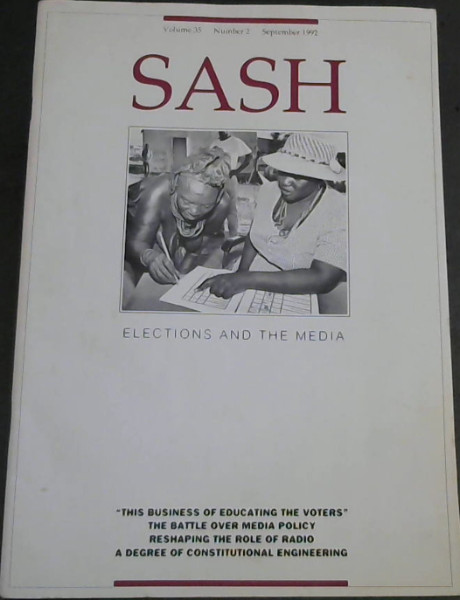 Volume 35 Number 2 September 1992
SASH
ELECTIONS AND THE MEDIA
"THIS BUSINESS OF EDUCATING THE VOTERS"
THE BATTLE OVER MEDIA POLICY
RESHAPING THE ROLE OF RADIO
A DEGREE OF CONSTITUTIONAL ENGINEERING